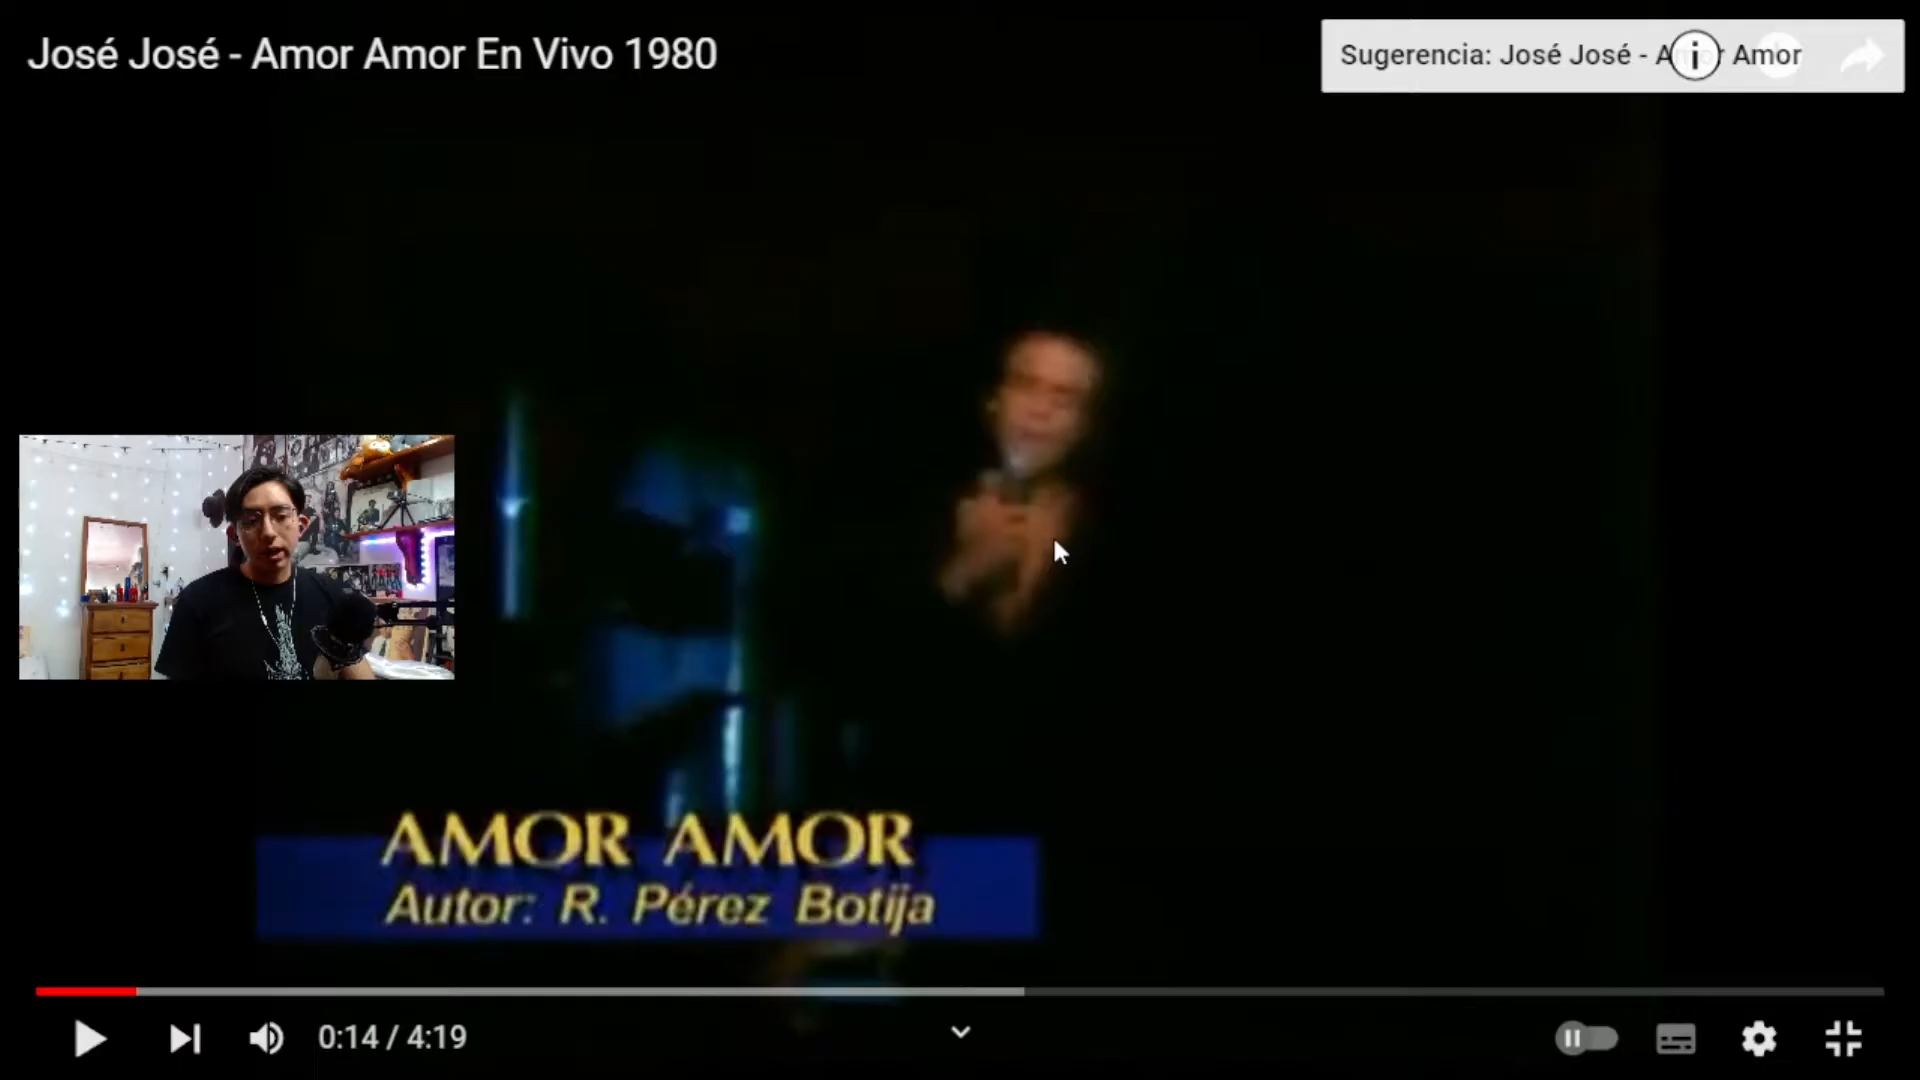 José José - Amor Amor En Vivo 1980
Sugerencia: José José - Amor Amor
AMOR AMOR
Autor: R. Pérez Botija
0:14 / 4:19